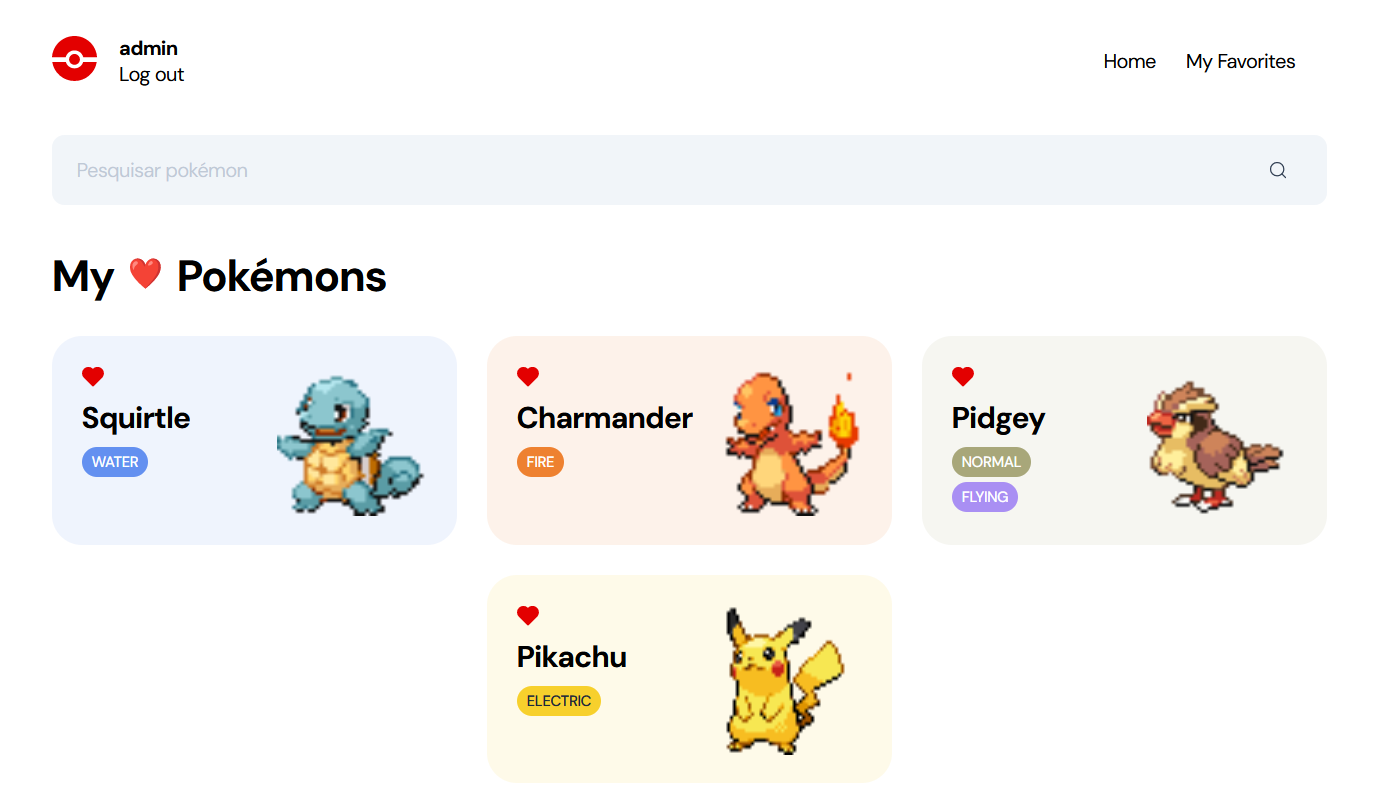 admin
Log out
Home
My Favorites
Pesquisar pokémon
My ❤️ Pokémons
Squirtle
WATER
Charmander
FIRE
Pidgey
NORMAL
FLYING
Pikachu
ELECTRIC